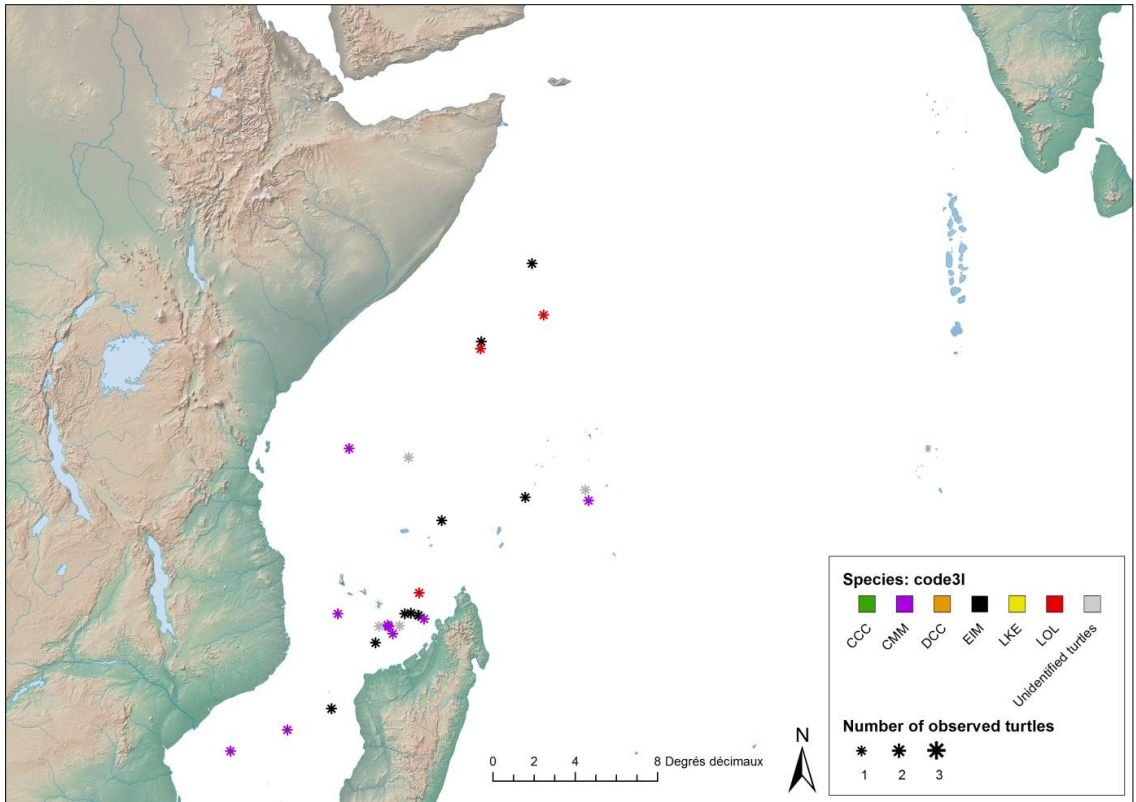 Species: code3l
CCC
CMM
DCC
EIM
LKE
LOL
Unidentified turtles
Number of observed turtles
1 2 3
N
0 2 4 8 Degrés décimaux